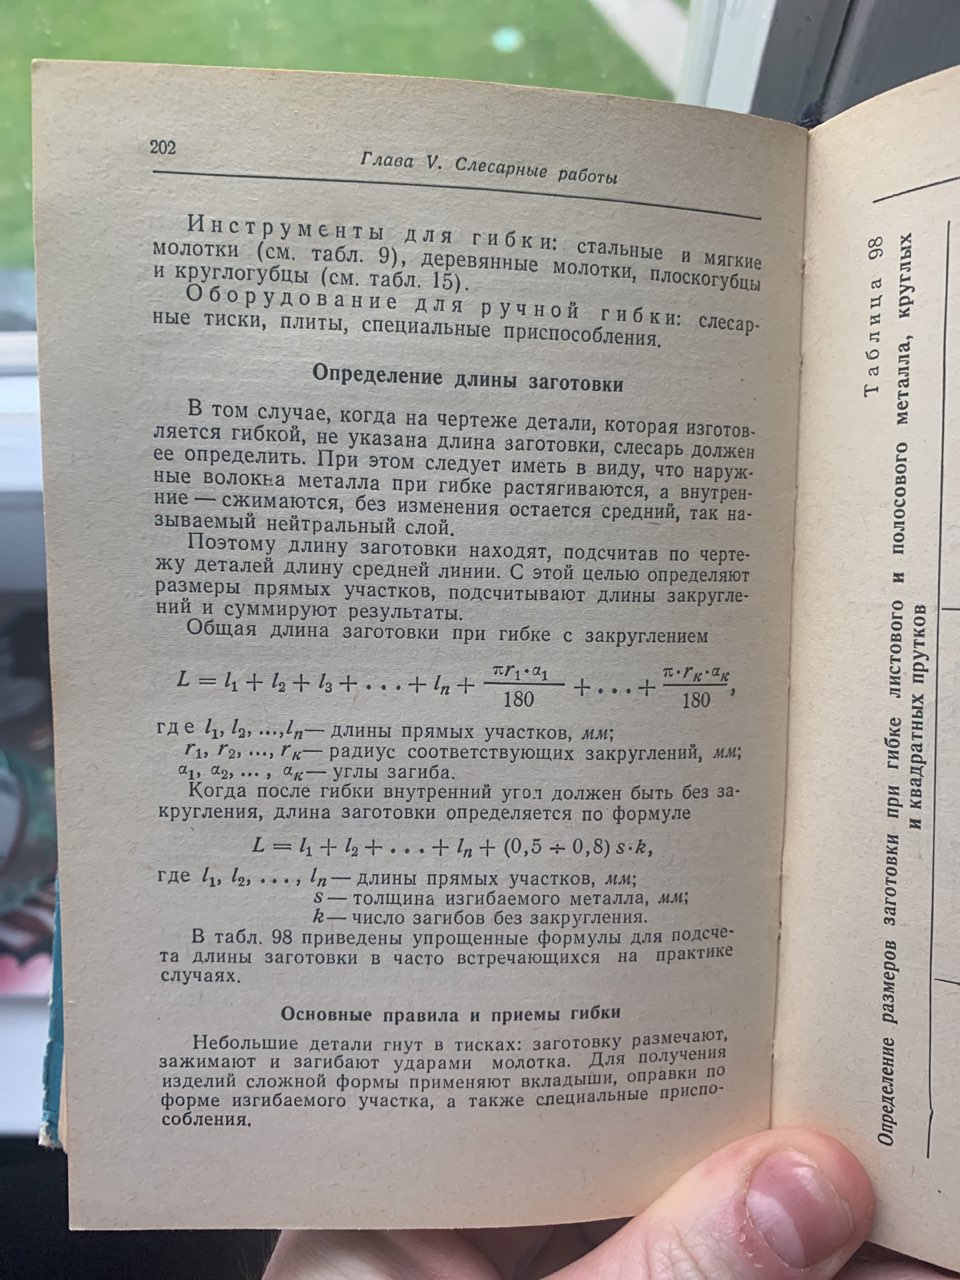 202
Глава V. Слесарные работы
Инструменты для гибки: стальные и мягкие
молотки (см. табл. 9), деревянные молотки, плоскогубцы
и круглогубцы (см. табл. 15).
Оборудование для ручной гибки: слесар-
ные тиски, плиты, специальные приспособления.
Определение длины заготовки
В том случае, когда на чертеже детали, которая изготов-
ляется гибкой, не указана длина заготовки, слесарь должен
ее определить. При этом следует иметь в виду, что наруж-
ные волокна металла при гибке растягиваются, а внутрен-
ние — сжимаются, без изменения остается средний, так на-
зываемый нейтральный слой.
Поэтому длину заготовки находят, подсчитав по черте-
жу деталей длину средней линии. С этой целью определяют
размеры прямых участков, подсчитывают длины закругле-
ний и суммируют результаты.
Общая длина заготовки при гибке с закруглением
L = l₁ + l₂ + l₃ + . . . + lₙ + πr₁·α₁/180 + . . . + π·rₖ·αₖ/180,
где l₁, l₂, ...,lₙ— длины прямых участков, мм;
r₁, r₂, ..., rₖ— радиус соответствующих закруглений, мм;
α₁, α₂, ... , αₖ— углы загиба.
Когда после гибки внутренний угол должен быть без за-
кругления, длина заготовки определяется по формуле
L = l₁ + l₂ + . . . + lₙ + (0,5 ÷ 0,8) s·k,
где l₁, l₂, . . ., lₙ — длины прямых участков, мм;
s — толщина изгибаемого металла, мм;
k — число загибов без закругления.
В табл. 98 приведены упрощенные формулы для подсче-
та длины заготовки в часто встречающихся на практике
случаях.
Основные правила и приемы гибки
Небольшие детали гнут в тисках: заготовку размечают,
зажимают и загибают ударами молотка. Для получения
изделий сложной формы применяют вкладыши, оправки по
форме изгибаемого участка, а также специальные приспо-
собления.
Таблица 98
Определение размеров заготовки при гибке листового и полосового металла, круглых
и квадратных прутков